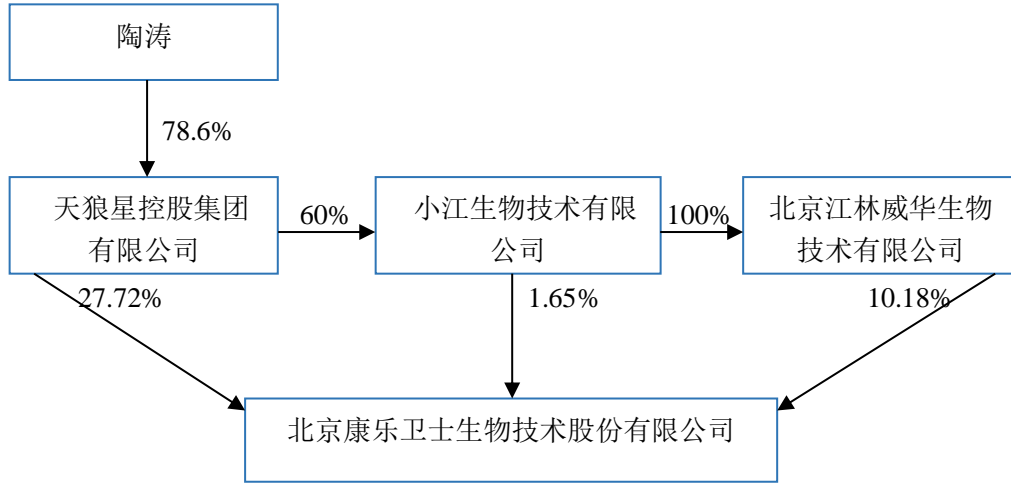 陶涛
78.6%
天狼星控股集团
有限公司
60%
小江生物技术有限
公司
100%
北京江林威华生物
技术有限公司
27.72%
1.65%
10.18%
北京康乐卫士生物技术股份有限公司